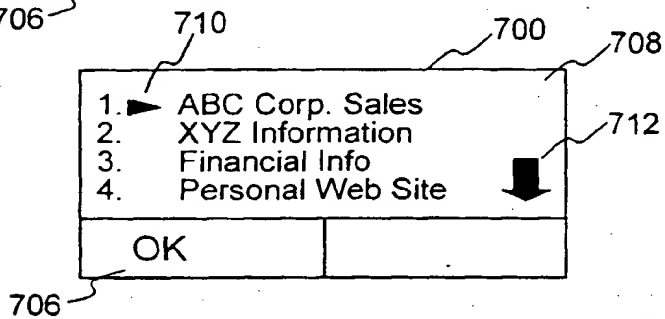 706
710
700
708
1. ABC Corp. Sales
2. XYZ Information
712
3. Financial Info
4. Personal Web Site
OK
706